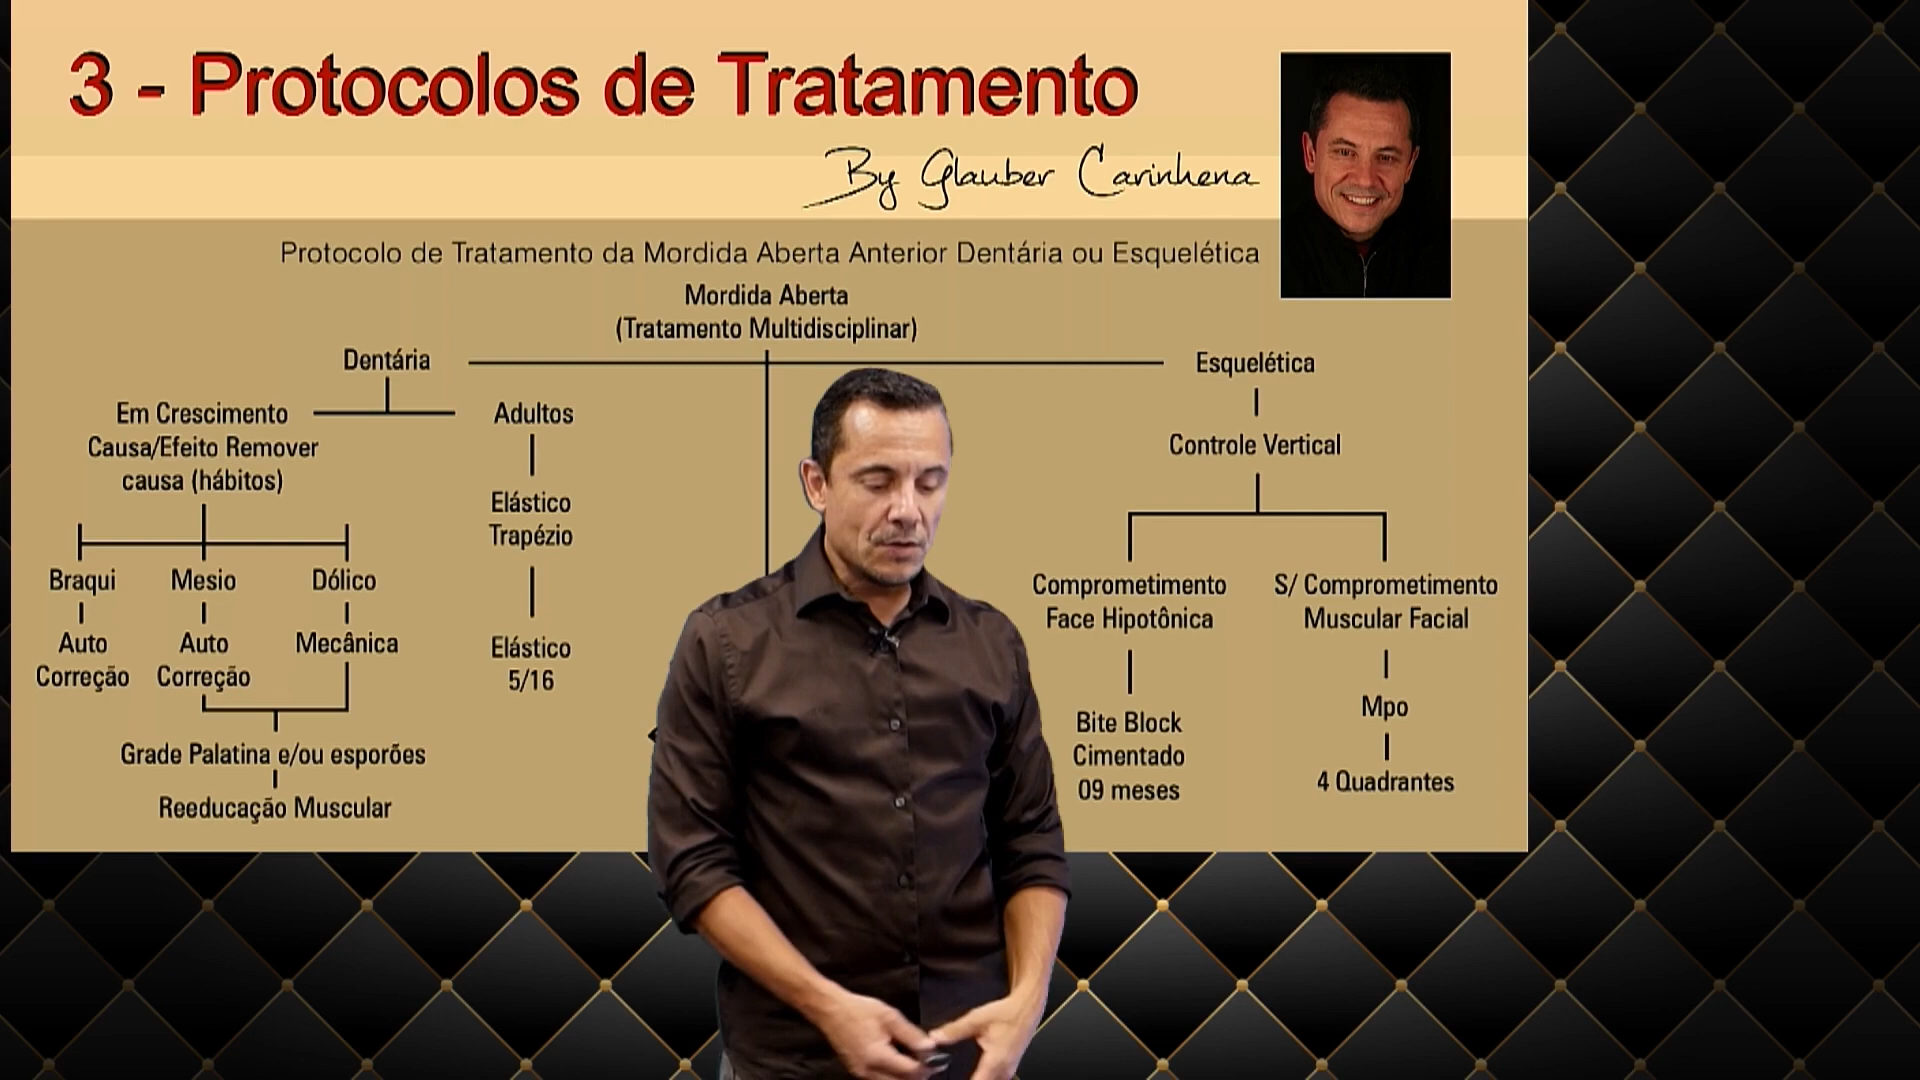 3 - Protocolos de Tratamento
By Glauber Carinhena
Protocolo de Tratamento da Mordida Aberta Anterior Dentária ou Esquelética
Mordida Aberta
(Tratamento Multidisciplinar)
Dentária
Esquelética
Em Crescimento
Causa/Efeito Remover
causa (hábitos)
Adultos
Elástico
Trapézio
Elástico
5/16
Braqui
Mesio
Dólico
Auto
Correção
Auto
Correção
Mecânica
Grade Palatina e/ou esporões
Reeducação Muscular
Controle Vertical
Comprometimento
Face Hipotônica
Bite Block
Cimentado
09 meses
S/ Comprometimento
Muscular Facial
Mpo
4 Quadrantes